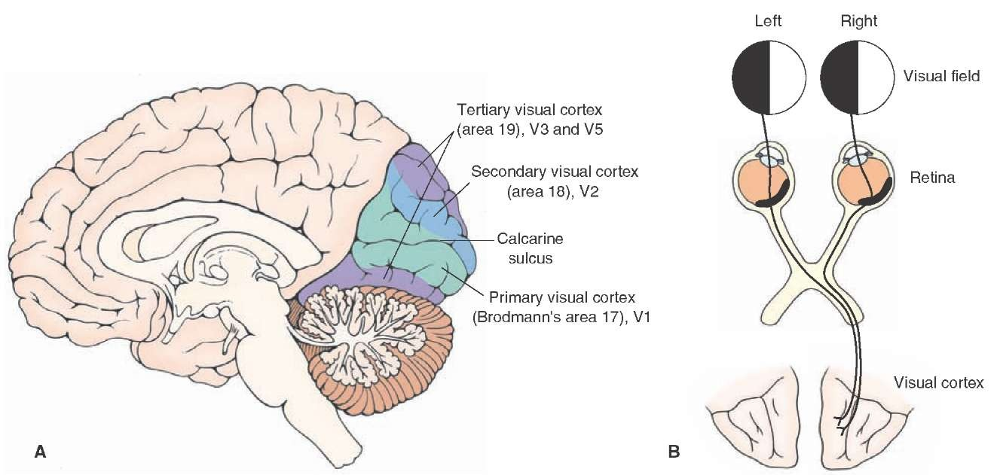 Tertiary visual cortex
(area 19), V3 and V5
Secondary visual cortex
(area 18), V2
Calcarine
sulcus
Primary visual cortex
(Brodmann's area 17), V1
A
Left
Right
Visual field
Retina
Visual cortex
B